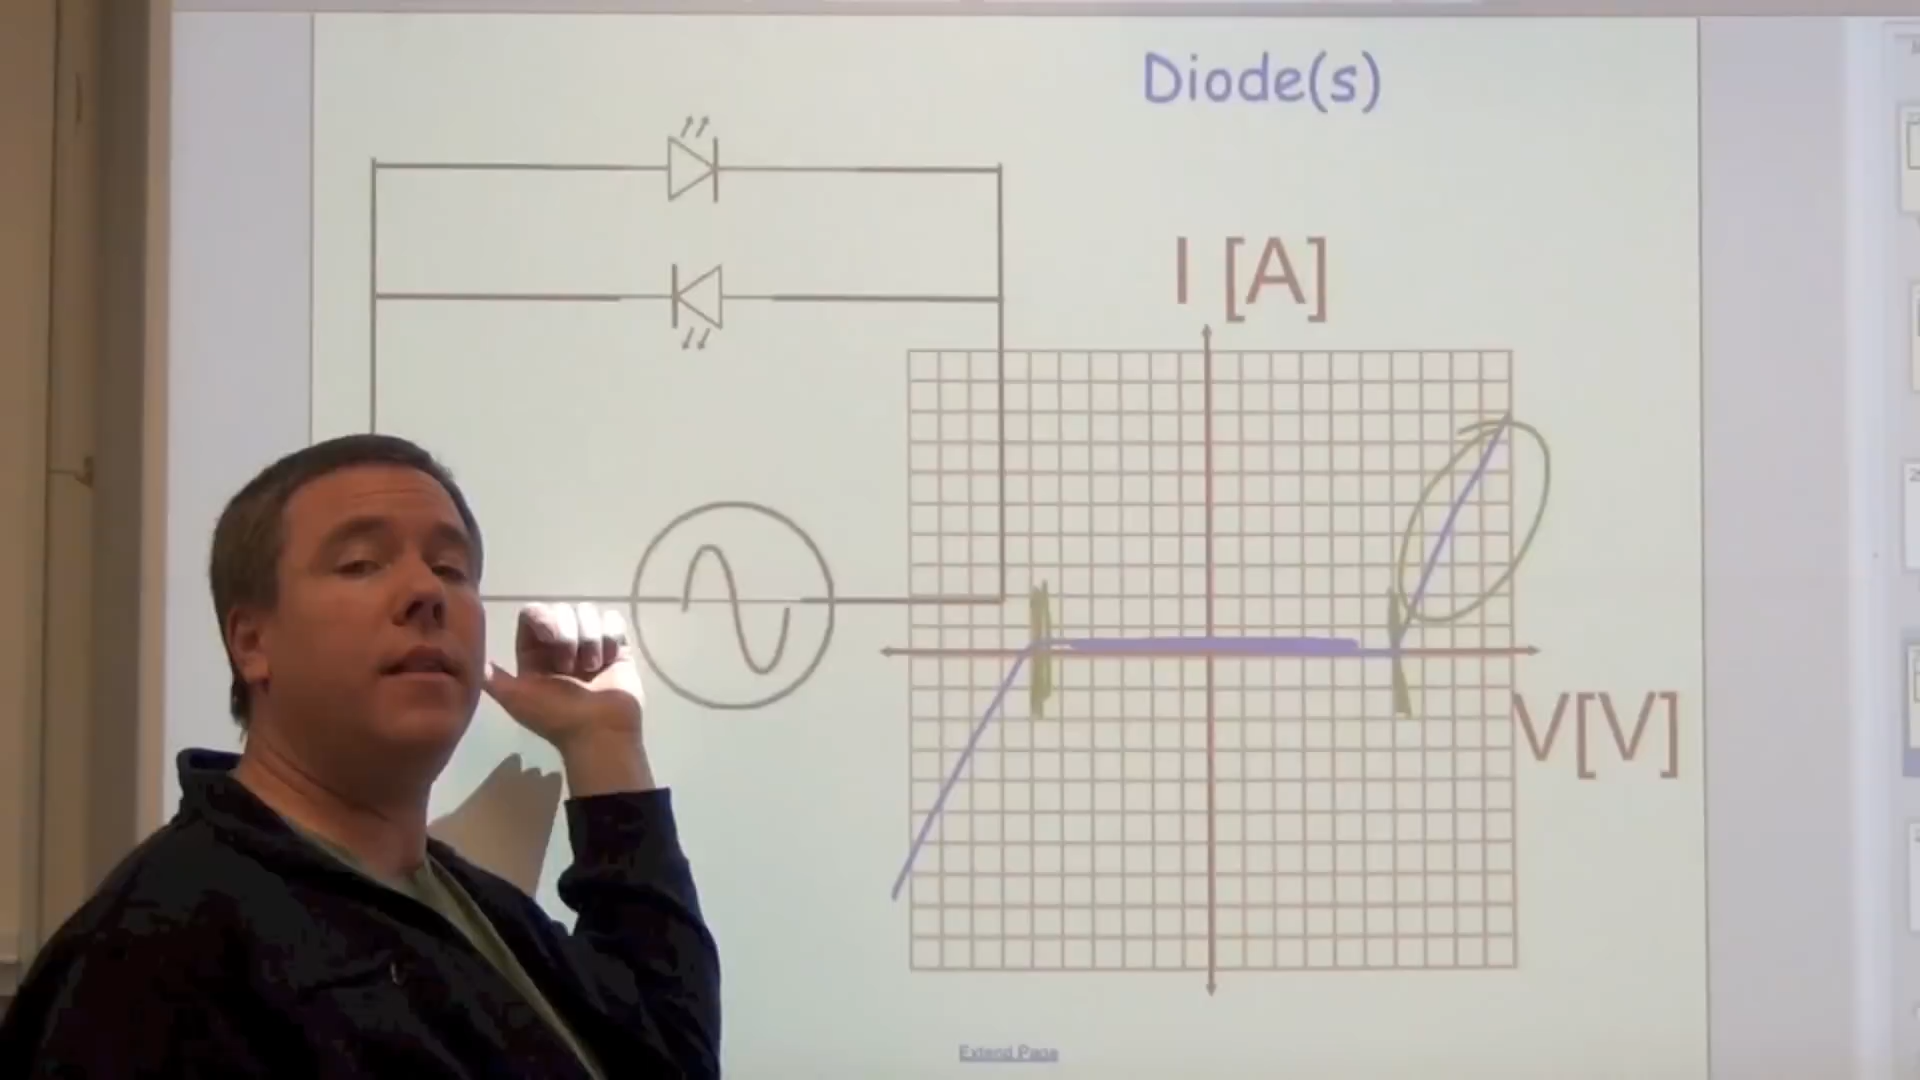 Diode(s)
I [A]
V[V]
Extend Page